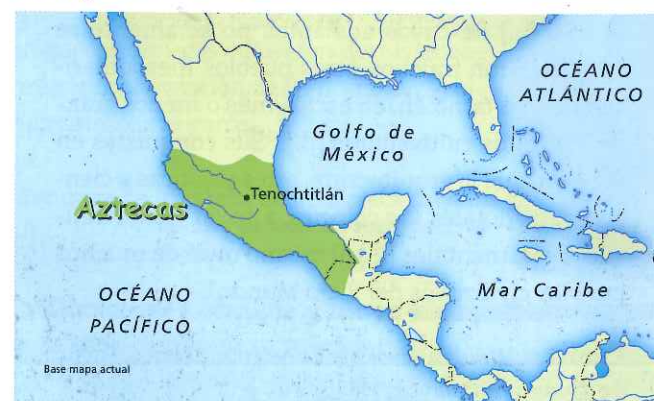 OCÉANO
ATLÁNTICO
Golfo de
México
Tenochtitlán
Aztecas
OCÉANO
PACÍFICO
Mar Caribe
Base mapa actual